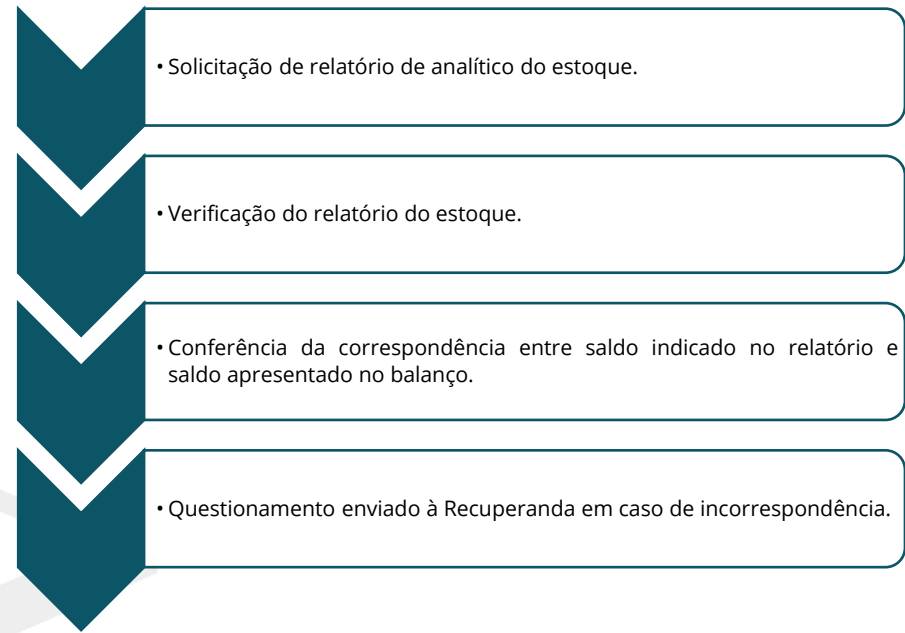 • Solicitação de relatório de analítico do estoque.
• Verificação do relatório do estoque.
• Conferência da correspondência entre saldo indicado no relatório e
saldo apresentado no balanço.
• Questionamento enviado à Recuperanda em caso de incorrespondência.